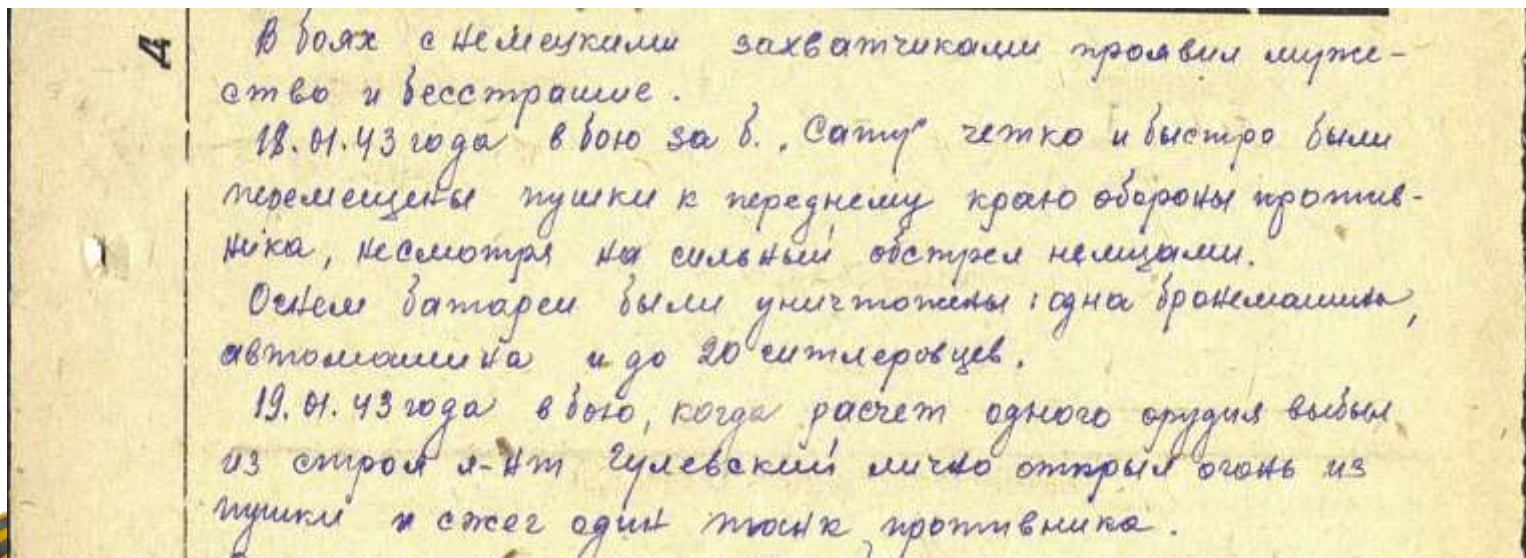 В боях с немецкими захватчиками проявил муже-
ство и бесстрашие.
18.01.43 года в бою за б. "Сату" четко и быстро были
перемещены пушки к переднему краю обороны против-
ника, несмотря на сильный обстрел немцами.
Огнем батареи были уничтожены: одна бронемашина,
автомашина и до 20 гитлеровцев.
19.01.43 года в бою, когда расчет одного орудия выбыл
из строя л-нт Гулевский лично открыл огонь из
пушки и сжег один танк противника.